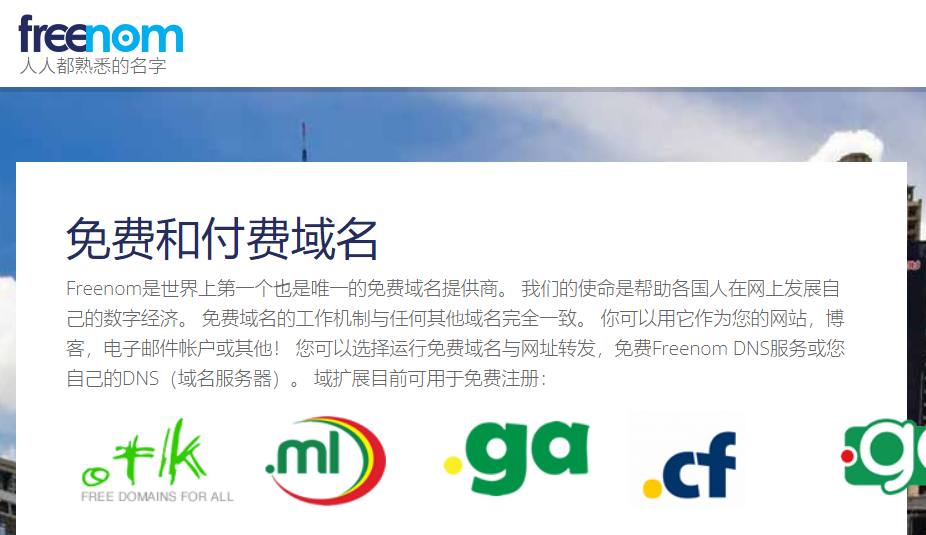 freenom
人人都熟悉的名字
免费和付费域名
Freenom是世界上第一个也是唯一的免费域名提供商。 我们的使命是帮助各国人在网上发展自
己的数字经济。 免费域名的工作机制与任何其他域名完全一致。 你可以用它作为您的网站，博
客，电子邮件帐户或其他！ 您可以选择运行免费域名与网址转发，免费Freenom DNS服务或您
自己的DNS（域名服务器）。 域扩展目前可用于免费注册：
.tk .ml .ga .cf .g
FREE DOMAINS FOR ALL